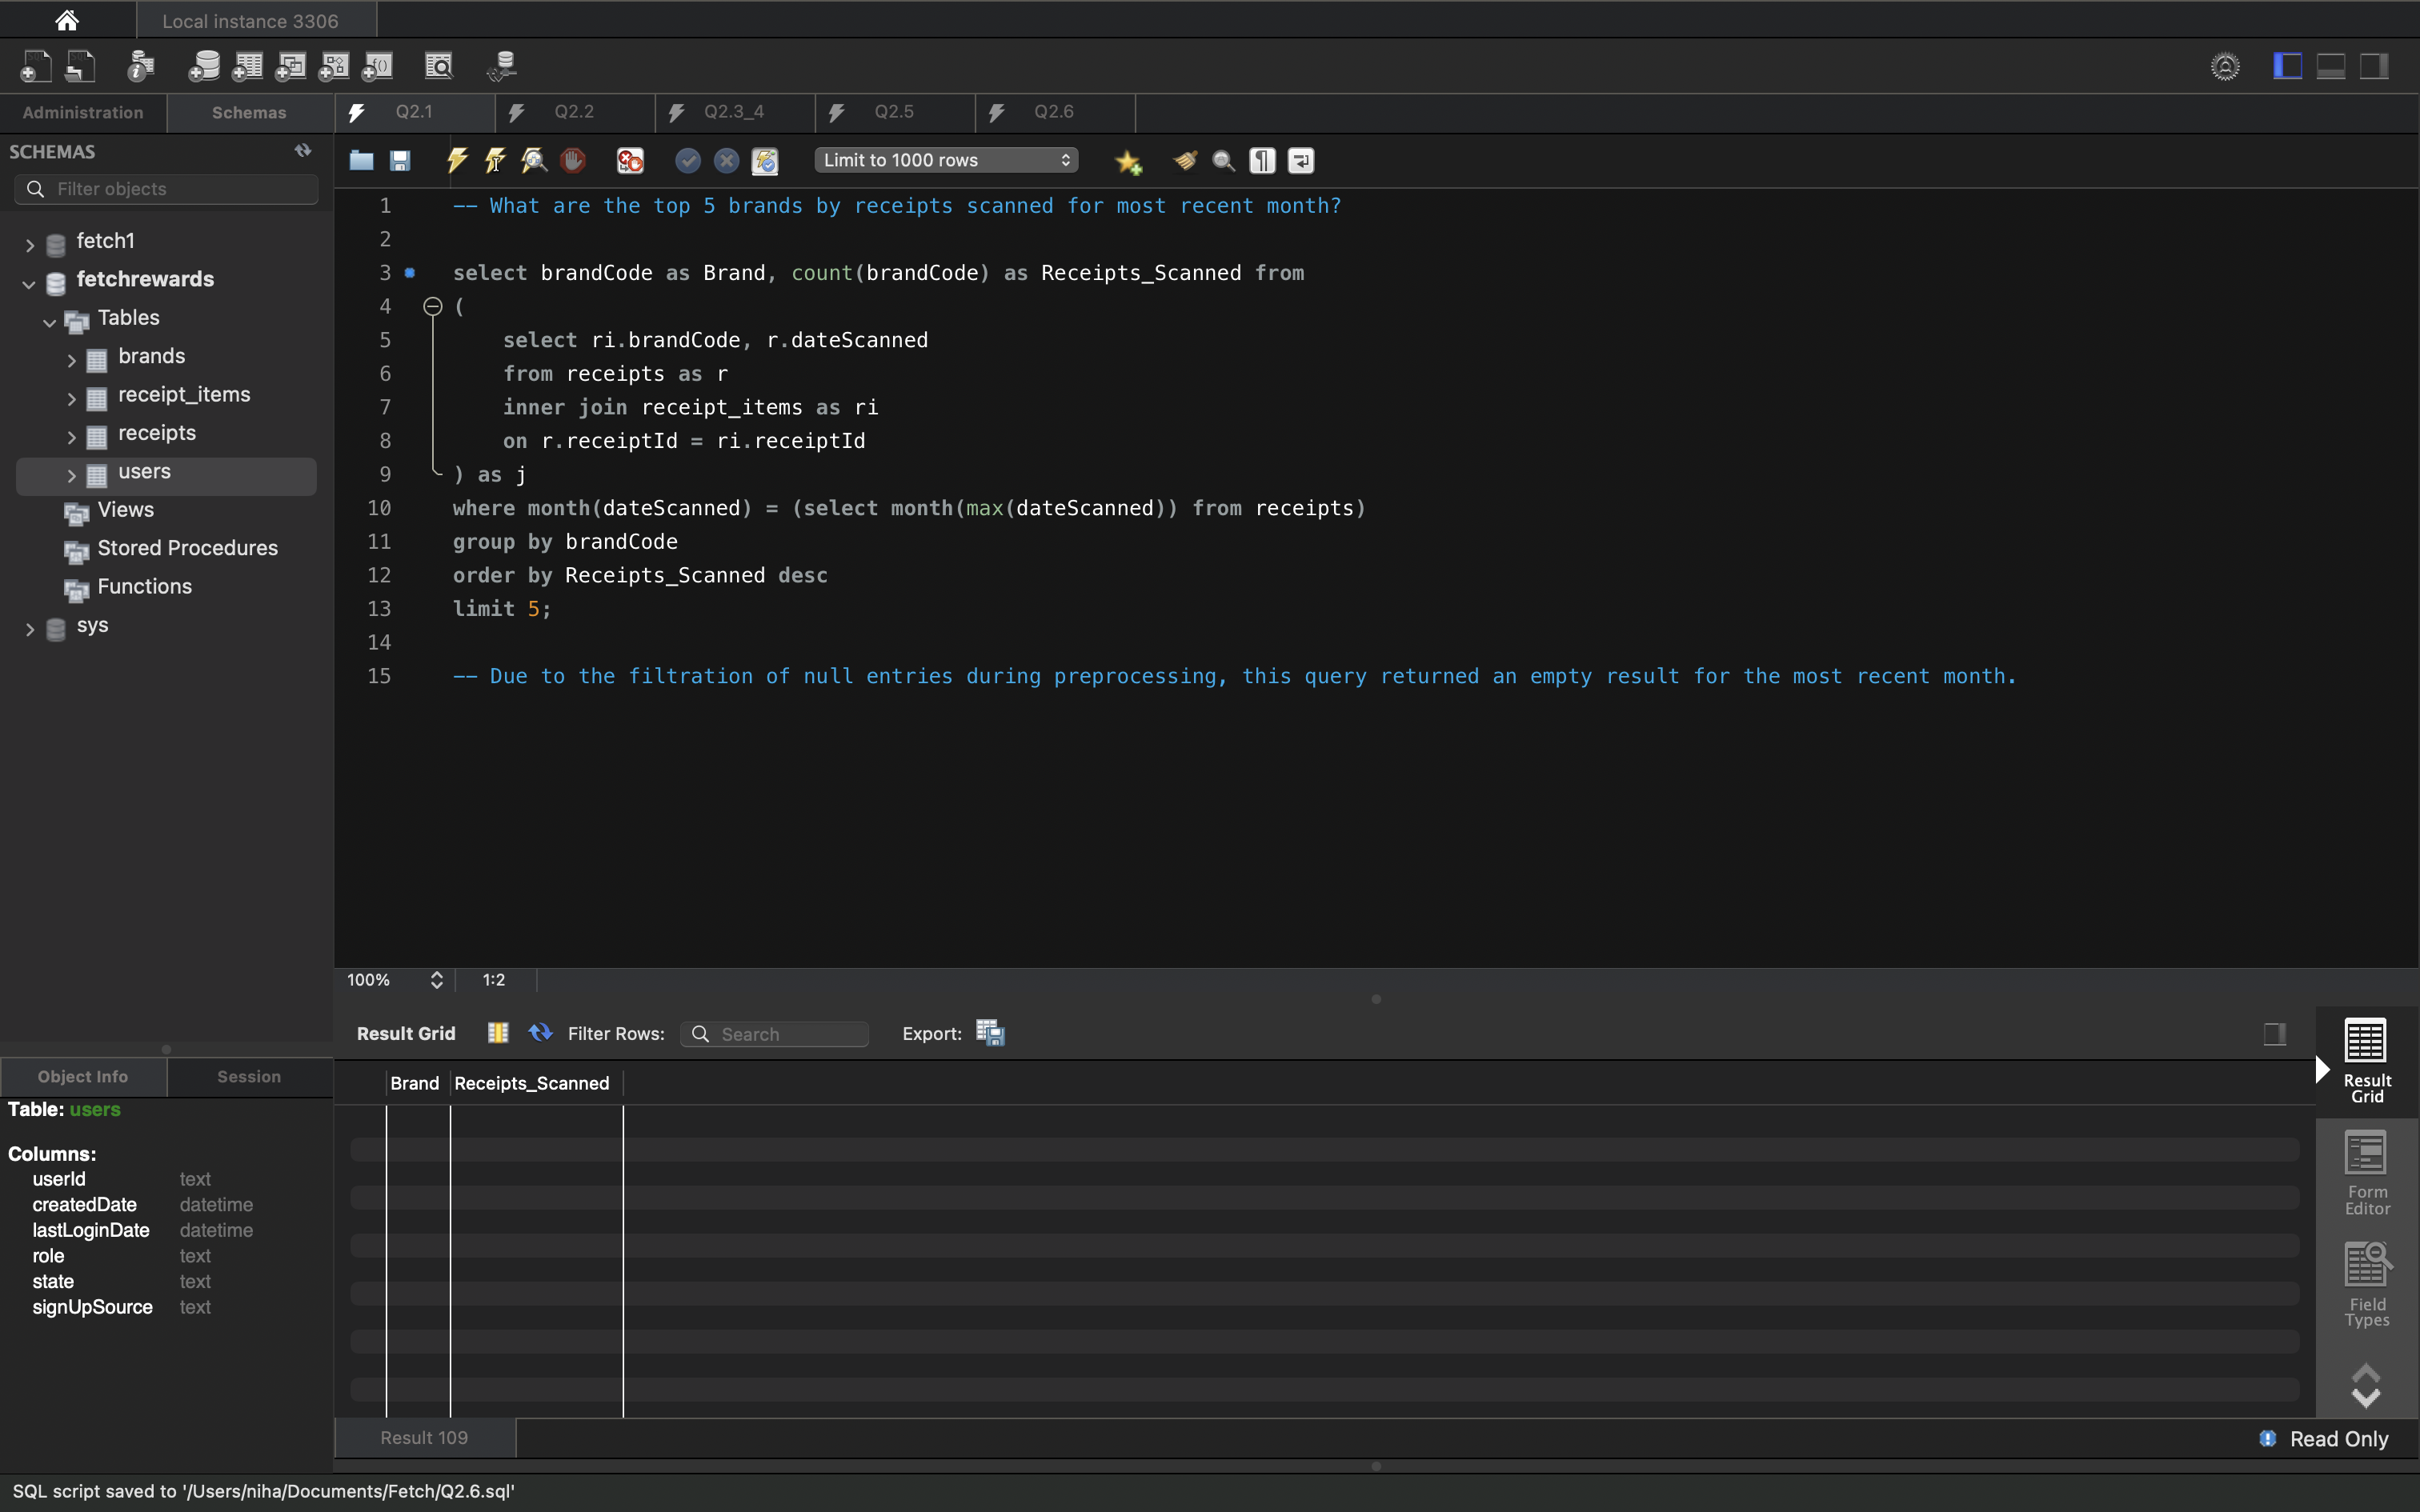 Local instance 3306
Administration
Schemas
Q2.1
Q2.2
Q2.3_4
Q2.5
Q2.6
SCHEMAS
Filter objects
fetch1
fetchrewards
Tables
brands
receipt_items
receipts
users
Views
Stored Procedures
Functions
sys
Limit to 1000 rows
1 -- What are the top 5 brands by receipts scanned for most recent month?
2
3 select brandCode as Brand, count(brandCode) as Receipts_Scanned from
4 (
5 select ri.brandCode, r.dateScanned
6 from receipts as r
7 inner join receipt_items as ri
8 on r.receiptId = ri.receiptId
9 ) as j
10 where month(dateScanned) = (select month(max(dateScanned)) from receipts)
11 group by brandCode
12 order by Receipts_Scanned desc
13 limit 5;
14
15 -- Due to the filtration of null entries during preprocessing, this query returned an empty result for the most recent month.
100%
1:2
Result Grid
Filter Rows:
Search
Export:
Brand
Receipts_Scanned
Result
Grid
Form
Editor
Field
Types
Object Info
Session
Table: users
Columns:
userId text
createdDate datetime
lastLoginDate datetime
role text
state text
signUpSource text
Result 109
Read Only
SQL script saved to '/Users/niha/Documents/Fetch/Q2.6.sql'